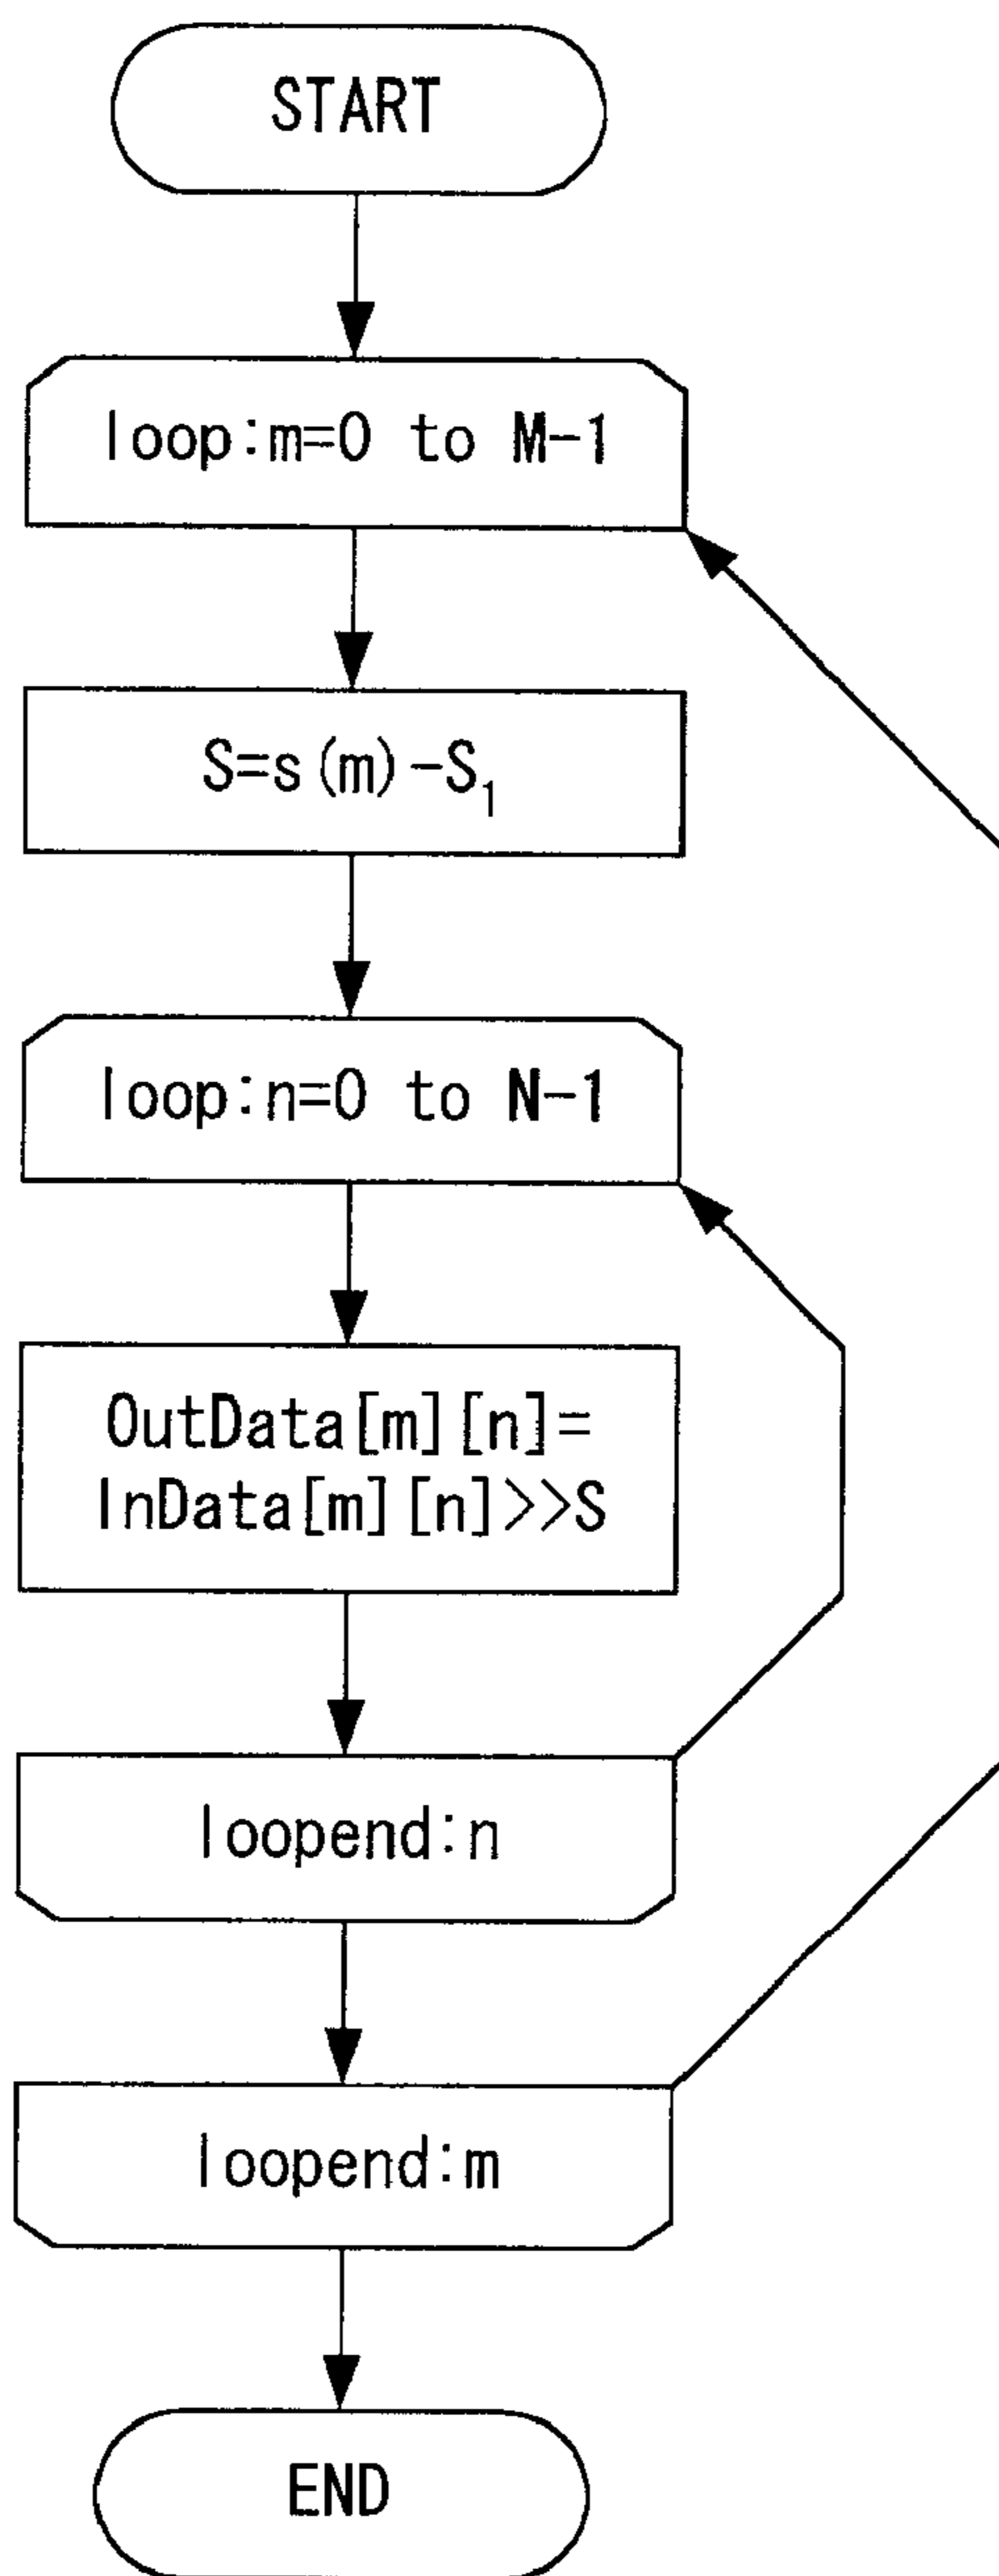 START
loop:m=0 to M-1
S=s(m)-S₁
loop:n=0 to N-1
OutData[m][n]=
InData[m][n]>>S
loopend:n
loopend:m
END